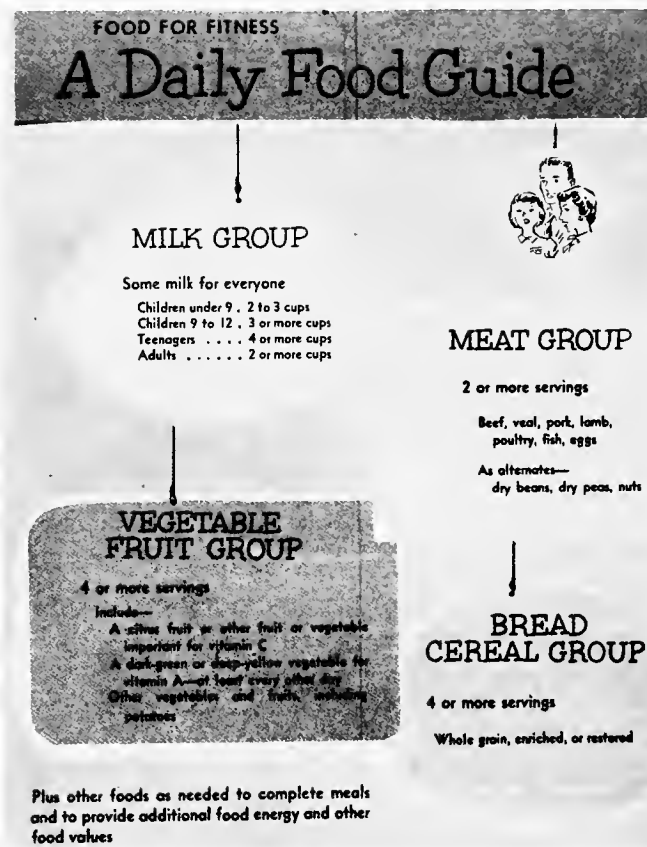 FOOD FOR FITNESS
A Daily Food Guide
MILK GROUP
Some milk for everyone
Children under 9 . 2 to 3 cups
Children 9 to 12 . 3 or more cups
Teenagers . . . . 4 or more cups
Adults . . . . . . 2 or more cups
MEAT GROUP
2 or more servings
Beef, veal, pork, lamb,
poultry, fish, eggs
As alternates—
dry beans, dry peas, nuts
VEGETABLE
FRUIT GROUP
4 or more servings
Include—
A citrus fruit or other fruit or vegetable
important for vitamin C
A dark-green or deep-yellow vegetable for
vitamin A—at least every other day
Other vegetables and fruits, including
potatoes
BREAD
CEREAL GROUP
4 or more servings
Whole grain, enriched, or restored
Plus other foods as needed to complete meals
and to provide additional food energy and other
food values